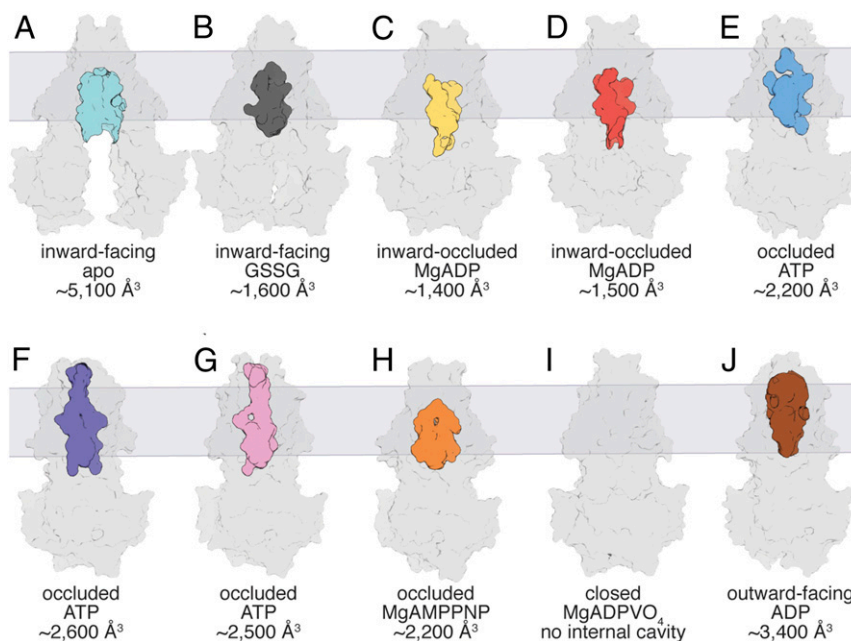 A
inward-facing
apo
~5,100 Å³
B
inward-facing
GSSG
~1,600 Å³
C
inward-occluded
MgADP
~1,400 Å³
D
inward-occluded
MgADP
~1,500 Å³
E
occluded
ATP
~2,200 Å³
F
occluded
ATP
~2,600 Å³
G
occluded
ATP
~2,500 Å³
H
occluded
MgAMPPNP
~2,200 Å³
I
closed
MgADPVO₄
no internal cavity
J
outward-facing
ADP
~3,400 Å³